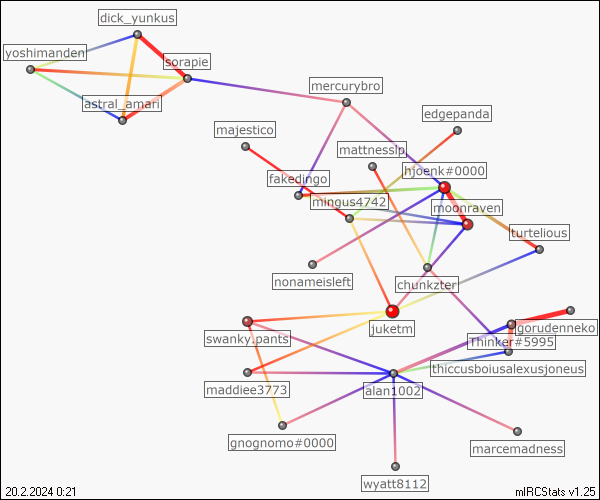 dick_yunkus
yoshimanden
sorapie
astral_amari
mercurybro
edgepanda
majestico
mattnesslp
hjoenk#0000
fakedingo
mingus4742
moonraven
turtelious
nonameisleft
chunkzter
gorudenneko
juketm
swanky.pants
Thinker#5995
thiccusboiusalexusjoneus
maddiee3773
alan1002
gnognomo#0000
marcemadness
wyatt8112
20.2.2024 0:21
mIRCStats v1.25